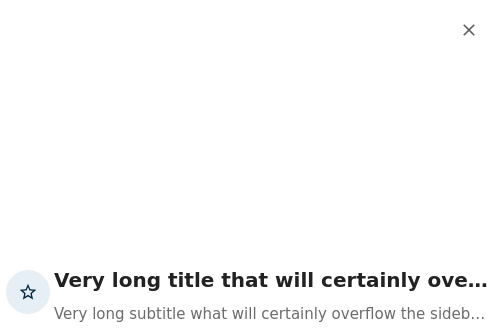 Very long title that will certainly ove...
Very long subtitle what will certainly overflow the sideb...